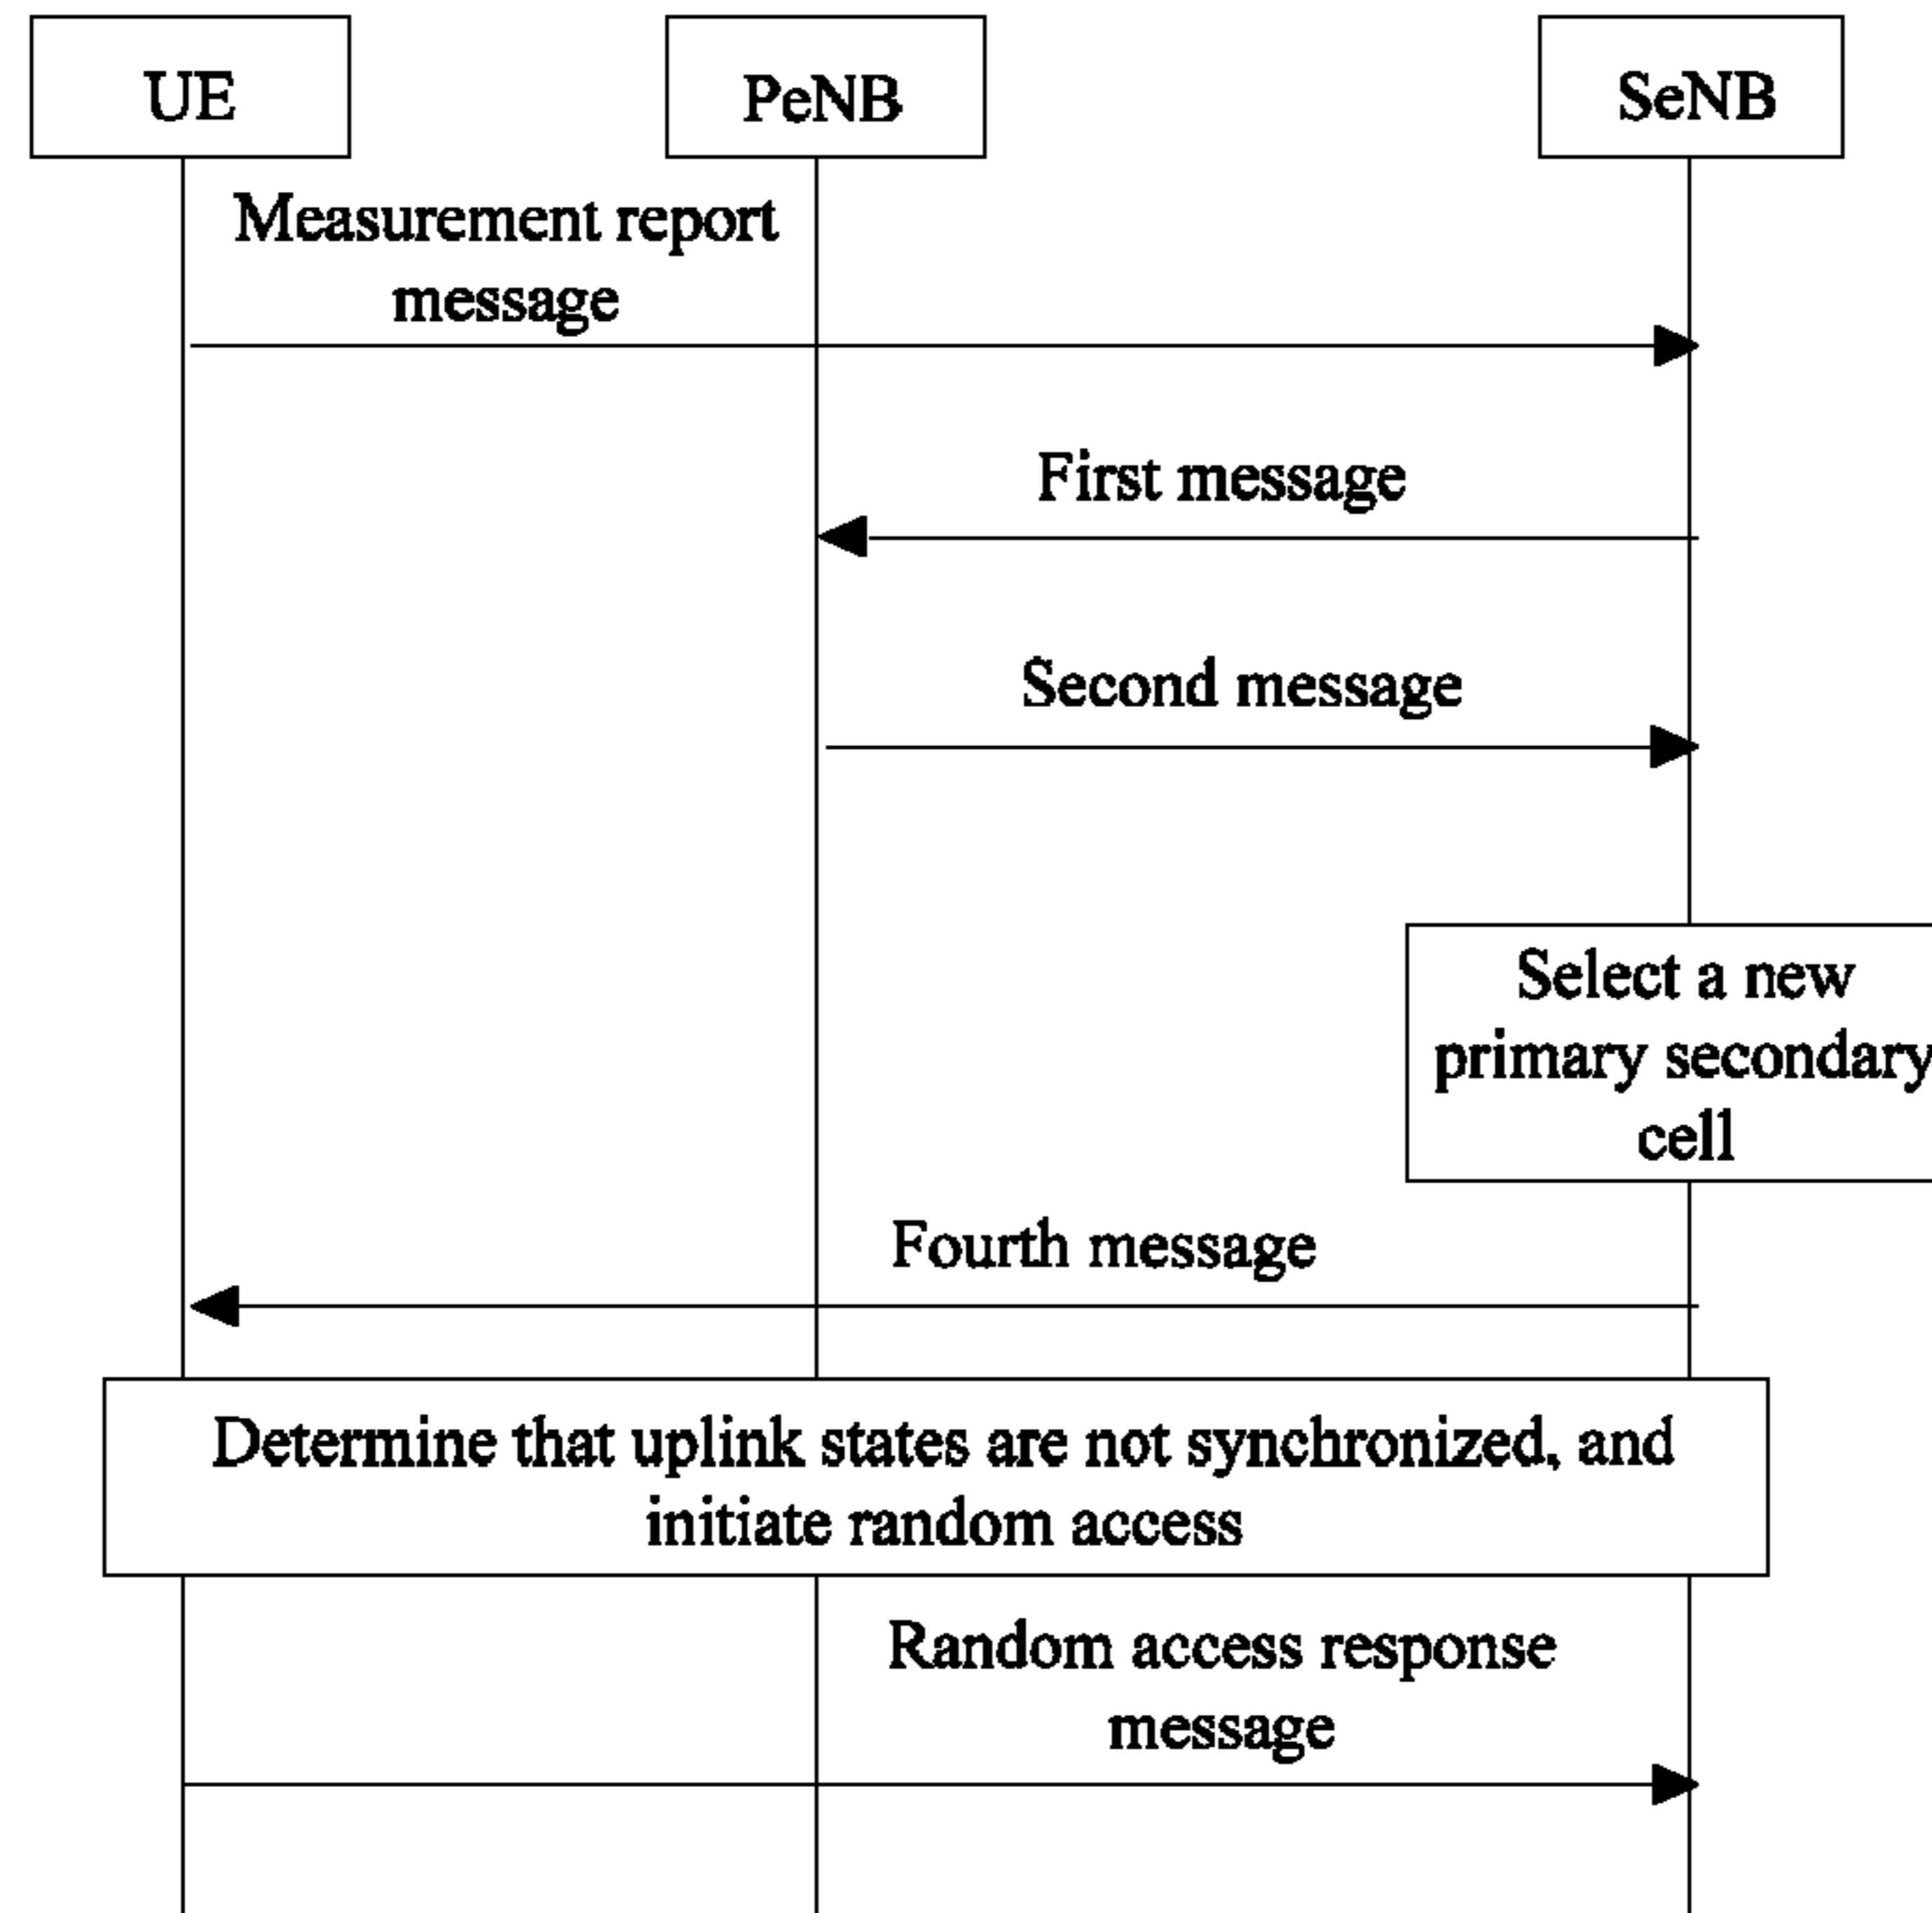 UE
PeNB
SeNB
Measurement report
message
First message
Second message
Select a new
primary secondary
cell
Fourth message
Determine that uplink states are not synchronized, and
initiate random access
Random access response
message